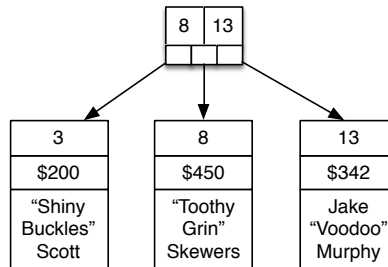 8 13
3
$200
“Shiny
Buckles”
Scott
8
$450
“Toothy
Grin”
Skewers
13
$342
Jake
“Voodoo”
Murphy